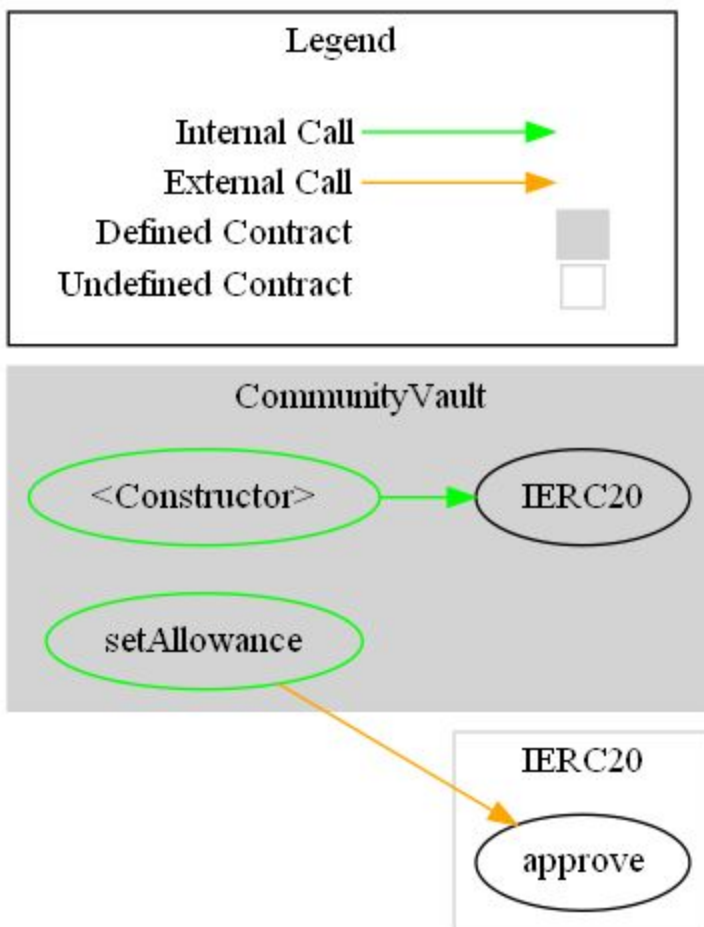 Legend
Internal Call
External Call
Defined Contract
Undefined Contract
CommunityVault
<Constructor>
IERC20
setAllowance
IERC20
approve